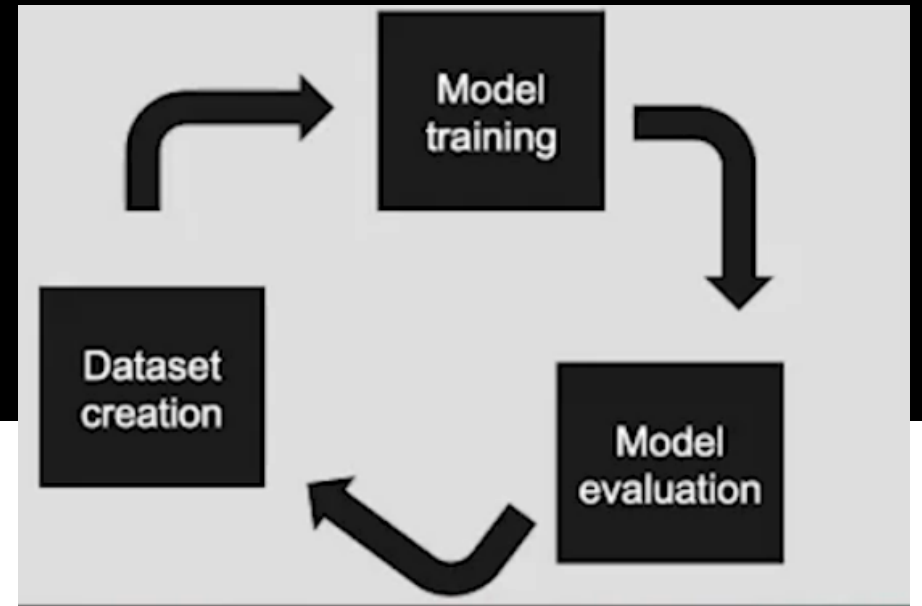 Model
training
Dataset
creation
Model
evaluation